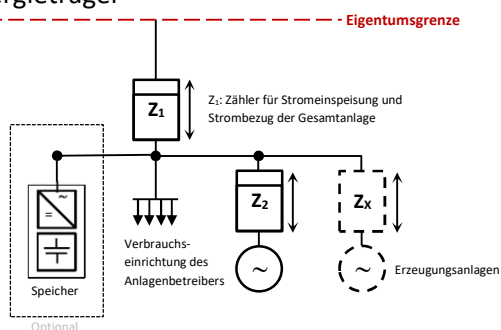 Eigentumsgrenze
Z1
Z1: Zähler für Stromeinspeisung und
Strombezug der Gesamtanlage
~
=
Z2
ZX
Verbrauchs-
einrichtung des
Anlagenbetreibers
~
~
Erzeugungsanlagen
Speicher
Optional